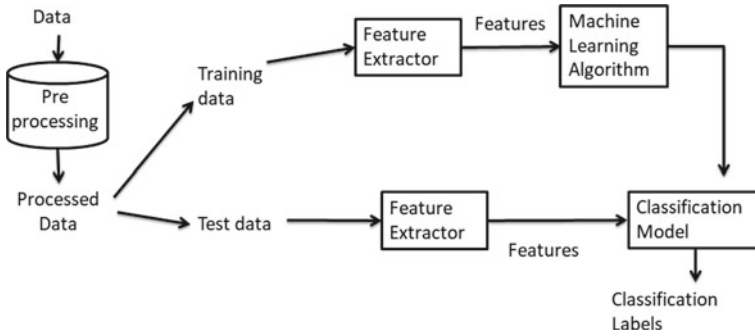 Data
Pre
processing
Processed
Data
Training
data
Feature
Extractor
Features
Machine
Learning
Algorithm
Test data
Feature
Extractor
Features
Classification
Model
Classification
Labels